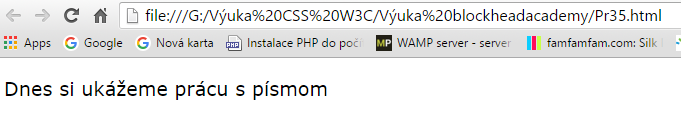 file:///G:/Výuka%20CSS%20W3C/Výuka%20blockheadacademy/Pr35.html
Apps Google Nová karta Instalace PHP do počí WAMP server - server famfamfam.com: Silk I
Dnes si ukážeme prácu s písmom